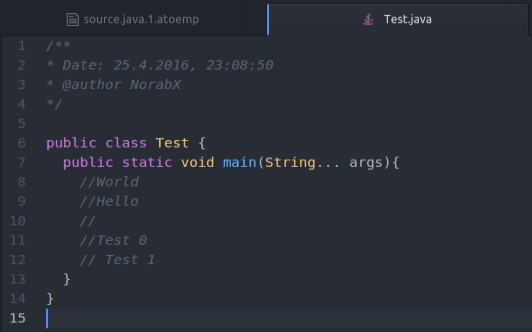 source.java.1.atoemp Test.java
1 /**
2 * Date: 25.4.2016, 23:08:50
3 * @author NorabX
4 */
5
6 public class Test {
7   public static void main(String... args){
8     //World
9     //Hello
10     //
11     //Test 0
12     // Test 1
13   }
14 }
15